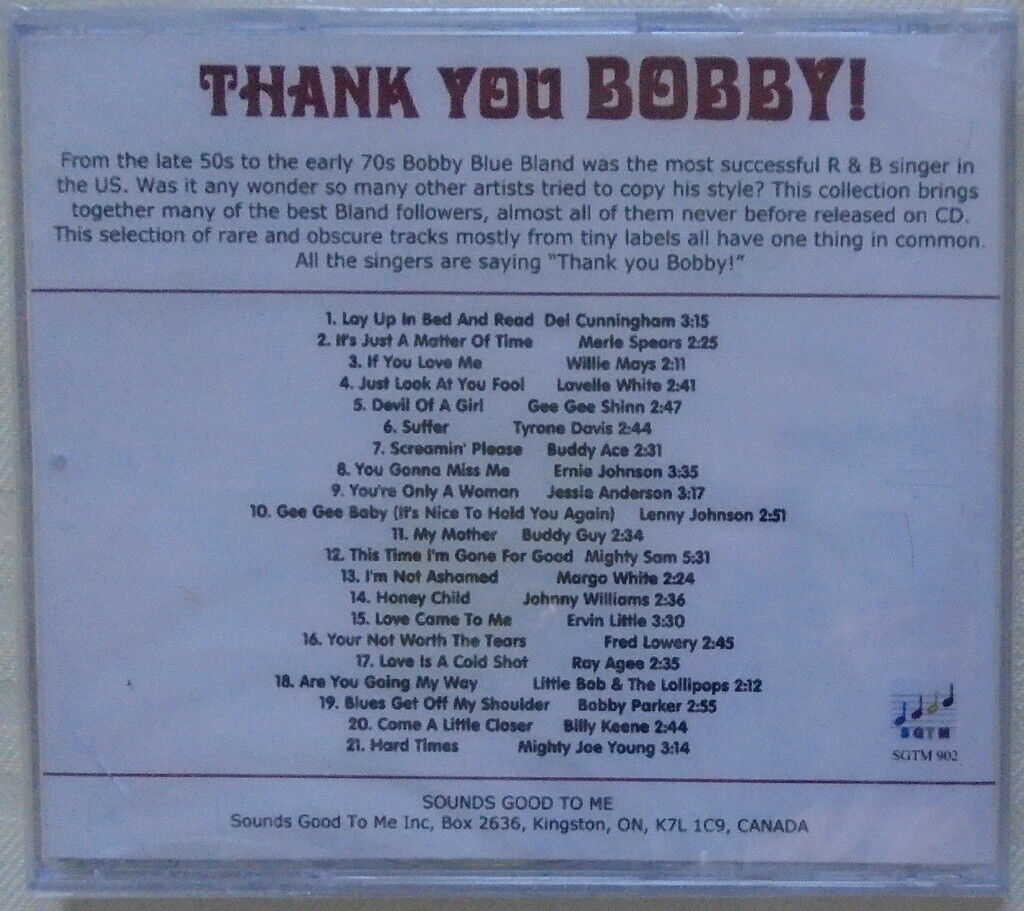 THANK YOU BOBBY!
From the late 50s to the early 70s Bobby Blue Bland was the most successful R & B singer in
the US. Was it any wonder so many other artists tried to copy his style? This collection brings
together many of the best Bland followers, almost all of them never before released on CD.
This selection of rare and obscure tracks mostly from tiny labels all have one thing in common.
All the singers are saying "Thank you Bobby!"
1. Lay Up In Bed And Read Del Cunningham 3:15
2. It's Just A Matter Of Time Merle Spears 2:25
3. If You Love Me Willie Mays 2:11
4. Just Look At You Fool Lavelle White 2:41
5. Devil Of A Girl Gee Gee Shinn 2:47
6. Suffer Tyrone Davis 2:44
7. Screamin' Please Buddy Ace 2:31
8. You Gonna Miss Me Ernie Johnson 3:35
9. You're Only A Woman Jessie Anderson 3:17
10. Gee Gee Baby (It's Nice To Hold You Again) Lenny Johnson 2:51
11. My Mother Buddy Guy 2:34
12. This Time I'm Gone For Good Mighty Sam 5:31
13. I'm Not Ashamed Margo White 2:24
14. Honey Child Johnny Williams 2:36
15. Love Came To Me Ervin Little 3:30
16. Your Not Worth The Tears Fred Lowery 2:45
17. Love Is A Cold Shot Ray Agee 2:35
18. Are You Going My Way Little Bob & The Lollipops 2:12
19. Blues Get Off My Shoulder Bobby Parker 2:55
20. Come A Little Closer Billy Keene 2:44
21. Hard Times Mighty Joe Young 3:14
SGTM
SGTM 902
SOUNDS GOOD TO ME
Sounds Good To Me Inc, Box 2636, Kingston, ON, K7L 1C9, CANADA